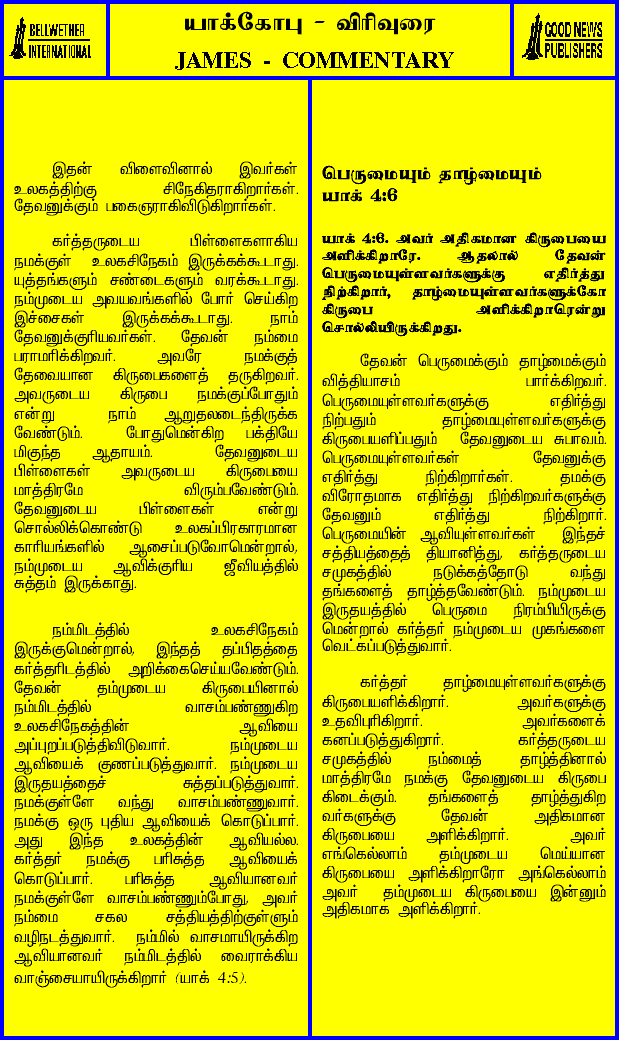 BELLWETHER
INTERNATIONAL
யாக்கோபு - விரிவுரை
JAMES - COMMENTARY
GOOD NEWS
PUBLISHERS
இதன் விளைவினால் இவர்கள்
உலகத்திற்கு சிநேகிதராகிறார்கள்.
தேவனுக்கும் பகைஞராகிவிடுகிறார்கள்.
கர்த்தருடைய பிள்ளைகளாகிய
நமக்குள் உலகசிநேகம் இருக்கக்கூடாது.
யுத்தங்களும் சண்டைகளும் வரக்கூடாது.
நம்முடைய அவயவங்களில் போர் செய்கிற
இச்சைகள் இருக்கக்கூடாது. நாம்
தேவனுக்குரியவர்கள். தேவன் நம்மை
பராமரிக்கிறவர். அவரே நமக்குத்
தேவையான கிருபைகளைத் தருகிறவர்.
அவருடைய கிருபை நமக்குப்போதும்
என்று நாம் ஆறுதலடைந்திருக்க
வேண்டும். போதுமென்கிற பக்தியே
மிகுந்த ஆதாயம். தேவனுடைய
பிள்ளைகள் அவருடைய கிருபையை
மாத்திரமே விரும்பவேண்டும்.
தேவனுடைய பிள்ளைகள் என்று
சொல்லிக்கொண்டு உலகப்பிரகாரமான
காரியங்களில் ஆசைப்படுவோமென்றால்,
நம்முடைய ஆவிக்குரிய ஜீவியத்தில்
சுத்தம் இருக்காது.
நம்மிடத்தில் உலகசிநேகம்
இருக்குமென்றால், இந்தத் தப்பிதத்தை
கர்த்தரிடத்தில் அறிக்கைசெய்யவேண்டும்.
தேவன் தம்முடைய கிருபையினால்
நம்மிடத்தில் வாசம்பண்ணுகிற
உலகசிநேகத்தின் ஆவியை
அப்புறப்படுத்திவிடுவார். நம்முடைய
ஆவியைக் குணப்படுத்துவார். நம்முடைய
இருதயத்தைச் சுத்தப்படுத்துவார்.
நமக்குள்ளே வந்து வாசம்பண்ணுவார்.
நமக்கு ஒரு புதிய ஆவியைக் கொடுப்பார்.
அது இந்த உலகத்தின் ஆவியல்ல.
கர்த்தர் நமக்கு பரிசுத்த ஆவியைக்
கொடுப்பார். பரிசுத்த ஆவியானவர்
நமக்குள்ளே வாசம்பண்ணும்போது, அவர்
நம்மை சகல சத்தியத்திற்குள்ளும்
வழிநடத்துவார். நம்மில் வாசமாயிருக்கிற
ஆவியானவர் நம்மிடத்தில் வைராக்கிய
வாஞ்சையாயிருக்கிறார் (யாக் 4:5).
பெருமையும் தாழ்மையும்
யாக் 4:6
யாக் 4:6. அவர் அதிகமான கிருபையை
அளிக்கிறாரே. ஆதலால் தேவன்
பெருமையுள்ளவர்களுக்கு எதிர்த்து
நிற்கிறார், தாழ்மையுள்ளவர்களுக்கோ
கிருபை அளிக்கிறாரென்று
சொல்லியிருக்கிறது.
தேவன் பெருமைக்கும் தாழ்மைக்கும்
வித்தியாசம் பார்க்கிறவர்.
பெருமையுள்ளவர்களுக்கு எதிர்த்து
நிற்பதும் தாழ்மையுள்ளவர்களுக்கு
கிருபையளிப்பதும் தேவனுடைய சுபாவம்.
பெருமையுள்ளவர்கள் தேவனுக்கு
எதிர்த்து நிற்கிறார்கள். தமக்கு
விரோதமாக எதிர்த்து நிற்கிறவர்களுக்கு
தேவனும் எதிர்த்து நிற்கிறார்.
பெருமையின் ஆவியுள்ளவர்கள் இந்தச்
சத்தியத்தைத் தியானித்து, கர்த்தருடைய
சமுகத்தில் நடுக்கத்தோடு வந்து
தங்களைத் தாழ்த்தவேண்டும். நம்முடைய
இருதயத்தில் பெருமை நிரம்பியிருக்கு
மென்றால் கர்த்தர் நம்முடைய முகங்களை
வெட்கப்படுத்துவார்.
கர்த்தர் தாழ்மையுள்ளவர்களுக்கு
கிருபையளிக்கிறார். அவர்களுக்கு
உதவிபுரிகிறார். அவர்களைக்
கனப்படுத்துகிறார். கர்த்தருடைய
சமுகத்தில் நம்மைத் தாழ்த்தினால்
மாத்திரமே நமக்கு தேவனுடைய கிருபை
கிடைக்கும். தங்களைத் தாழ்த்துகிற
வர்களுக்கு தேவன் அதிகமான
கிருபையை அளிக்கிறார். அவர்
எங்கெல்லாம் தம்முடைய மெய்யான
கிருபையை அளிக்கிறாரோ அங்கெல்லாம்
அவர் தம்முடைய கிருபையை இன்னும்
அதிகமாக அளிக்கிறார்.